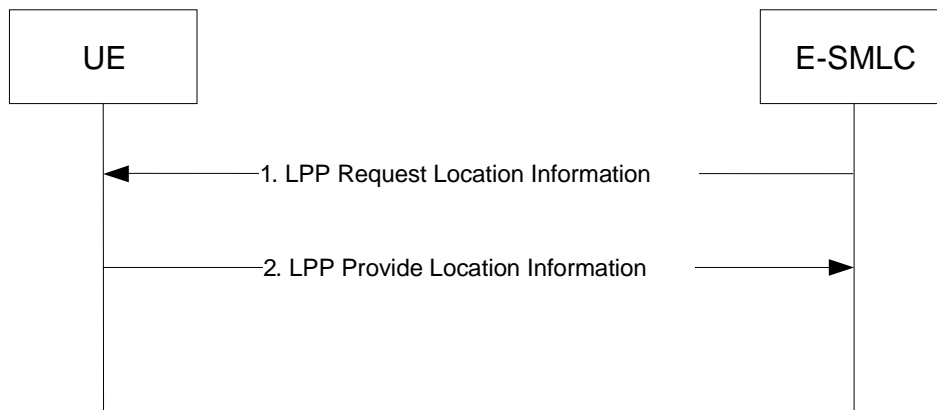 UE
E-SMLC
1. LPP Request Location Information
2. LPP Provide Location Information